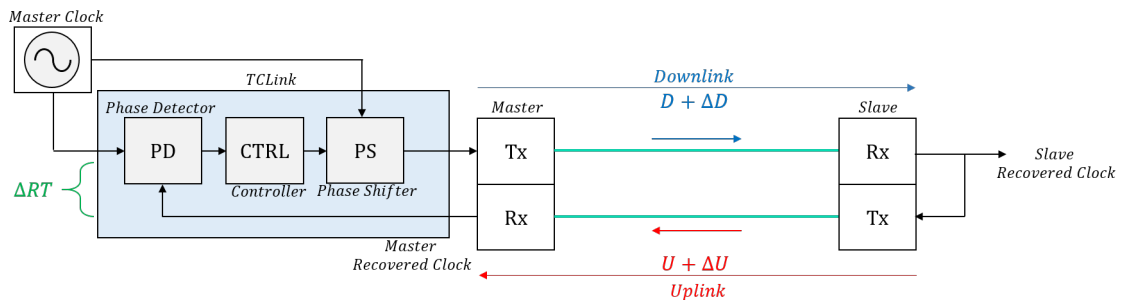 Master Clock
TCLink
Phase Detector
PD
CTRL
PS
Controller
Phase Shifter
ΔRT
Master
Recovered Clock
Master
Tx
Rx
Downlink
D + ΔD
U + ΔU
Uplink
Slave
Rx
Tx
Slave
Recovered Clock